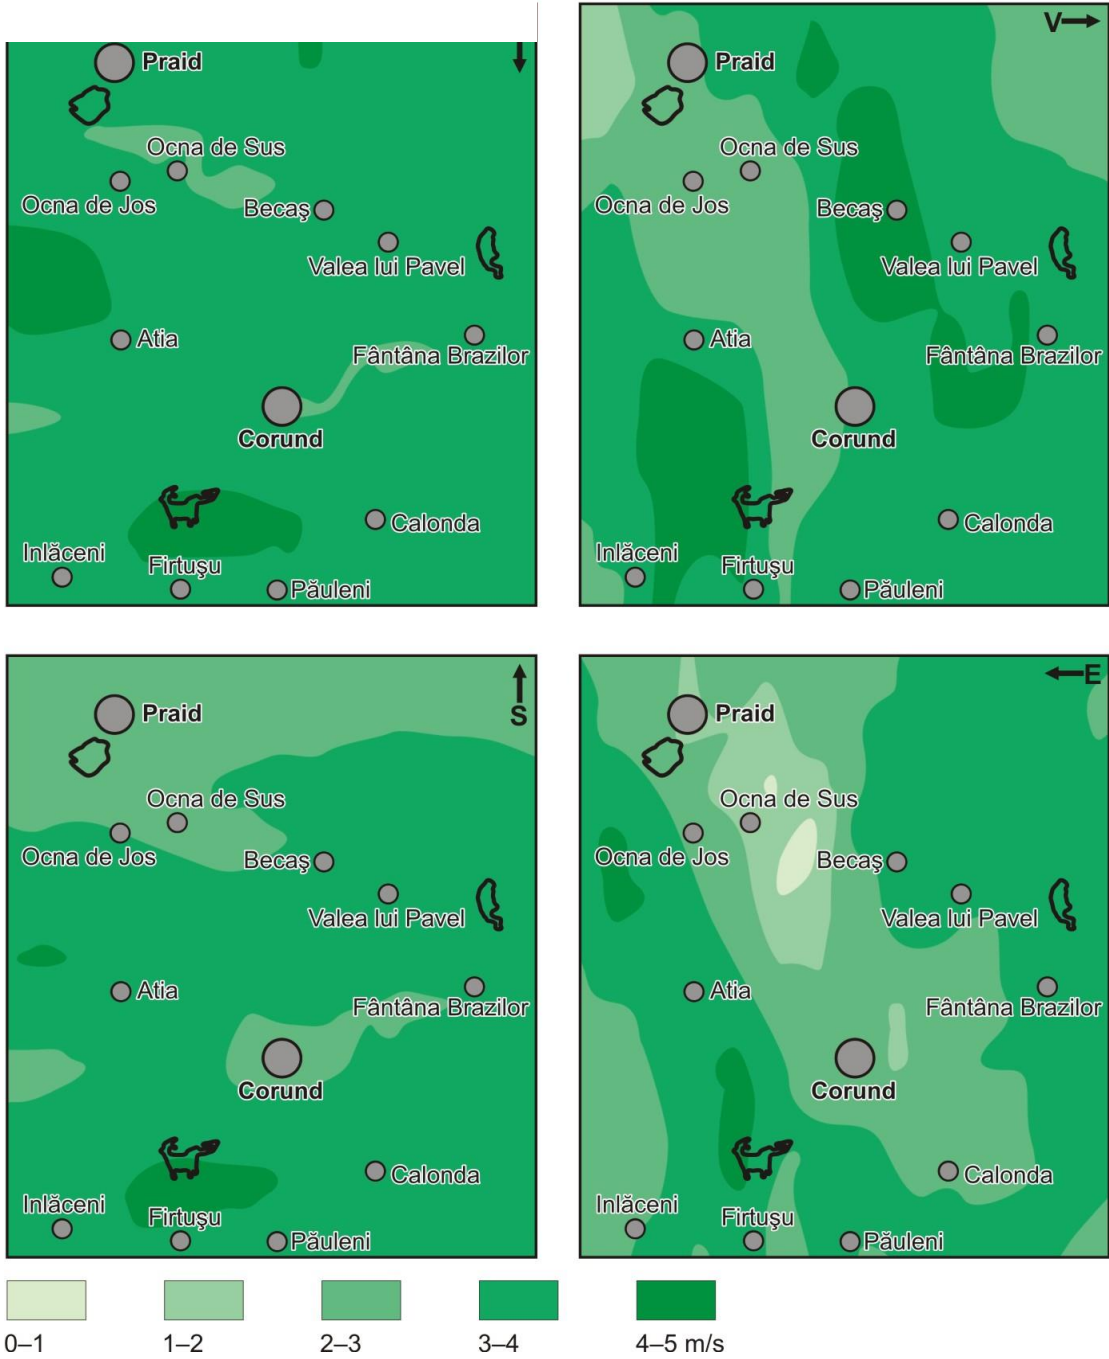 Praid
Ocna de Sus
Ocna de Jos
Becaş
Valea lui Pavel
Atia
Fântâna Brazilor
Corund
Calonda
Inlăceni
Firtuşu
Păuleni
V
Praid
Ocna de Sus
Ocna de Jos
Becaş
Valea lui Pavel
Atia
Fântâna Brazilor
Corund
Calonda
Inlăceni
Firtuşu
Păuleni
S
Praid
Ocna de Sus
Ocna de Jos
Becaş
Valea lui Pavel
Atia
Fântâna Brazilor
Corund
Calonda
Inlăceni
Firtuşu
Păuleni
E
Praid
Ocna de Sus
Ocna de Jos
Becaş
Valea lui Pavel
Atia
Fântâna Brazilor
Corund
Calonda
Inlăceni
Firtuşu
Păuleni
0–1 1–2 2–3 3–4 4–5 m/s